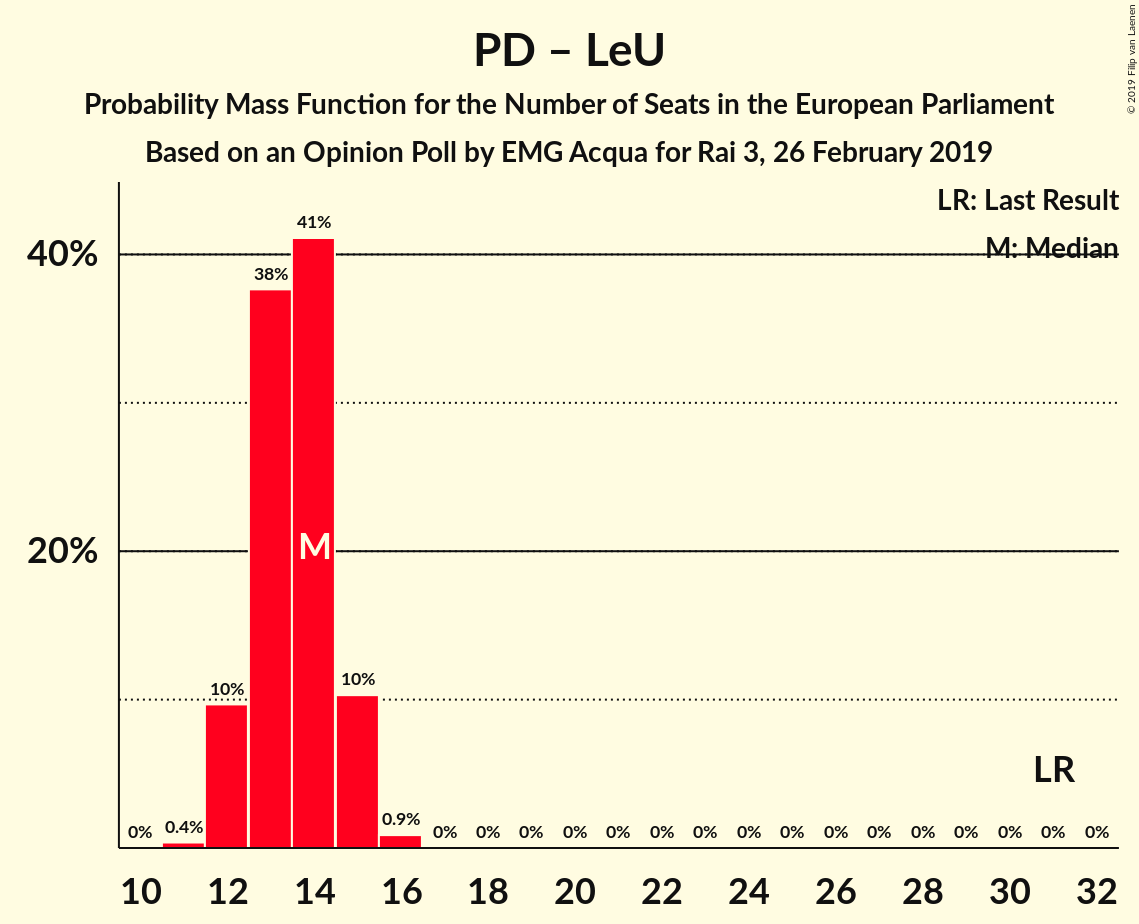 PD – LeU
Probability Mass Function for the Number of Seats in the European Parliament
Based on an Opinion Poll by EMG Acqua for Rai 3, 26 February 2019
© 2019 Filip van Laenen
LR: Last Result
M: Median
40%
20%
0% 0.4% 10% 38% 41% 10% 0.9% 0% 0% 0% 0% 0% 0% 0% 0% 0% 0% 0% 0% 0% 0% 0% 0%
M
LR
10 12 14 16 18 20 22 24 26 28 30 32